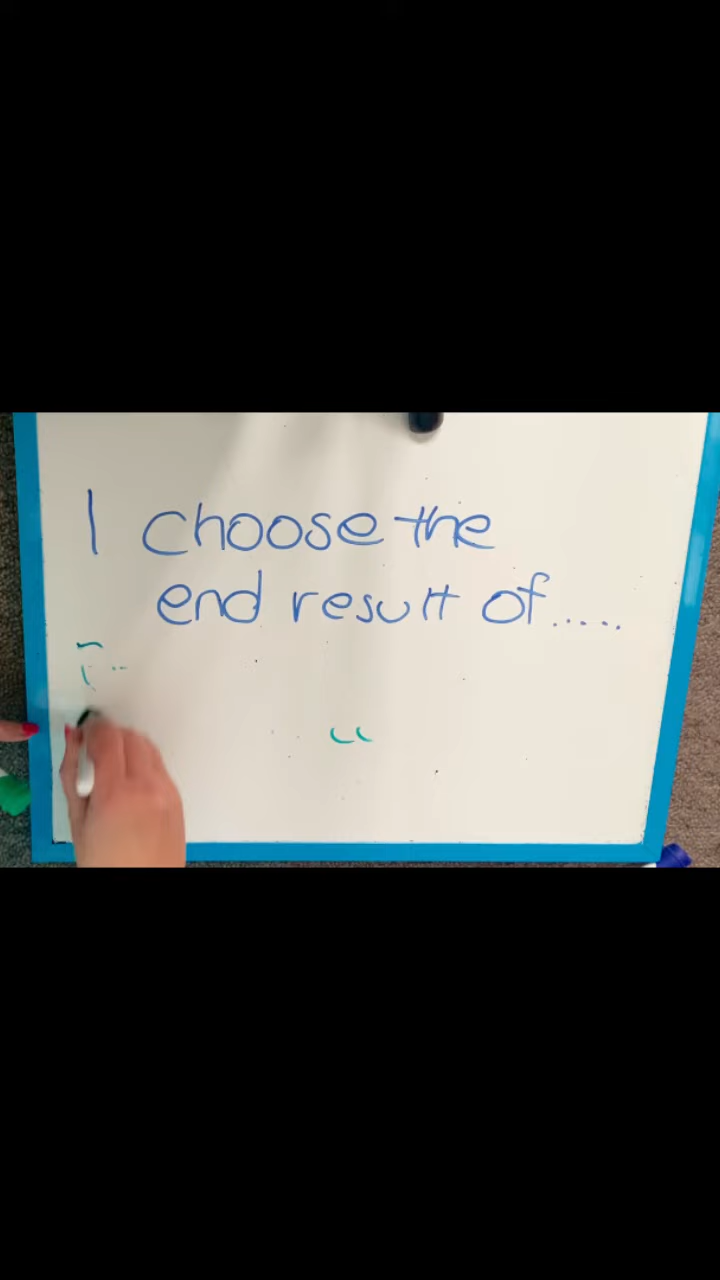 I choose the
end result of.....